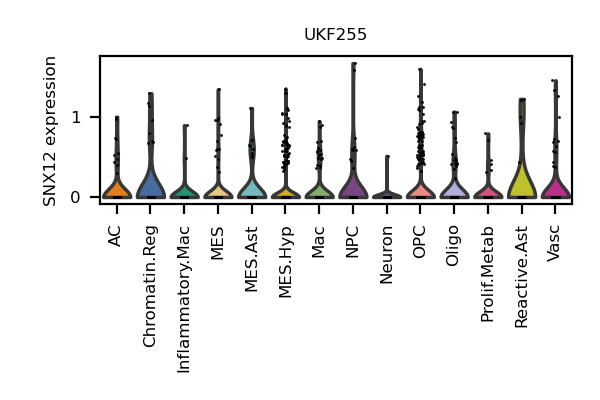 UKF255
SNX12 expression
1
0
AC
Chromatin.Reg
Inflammatory.Mac
MES
MES.Ast
MES.Hyp
Mac
NPC
Neuron
OPC
Oligo
Prolif.Metab
Reactive.Ast
Vasc